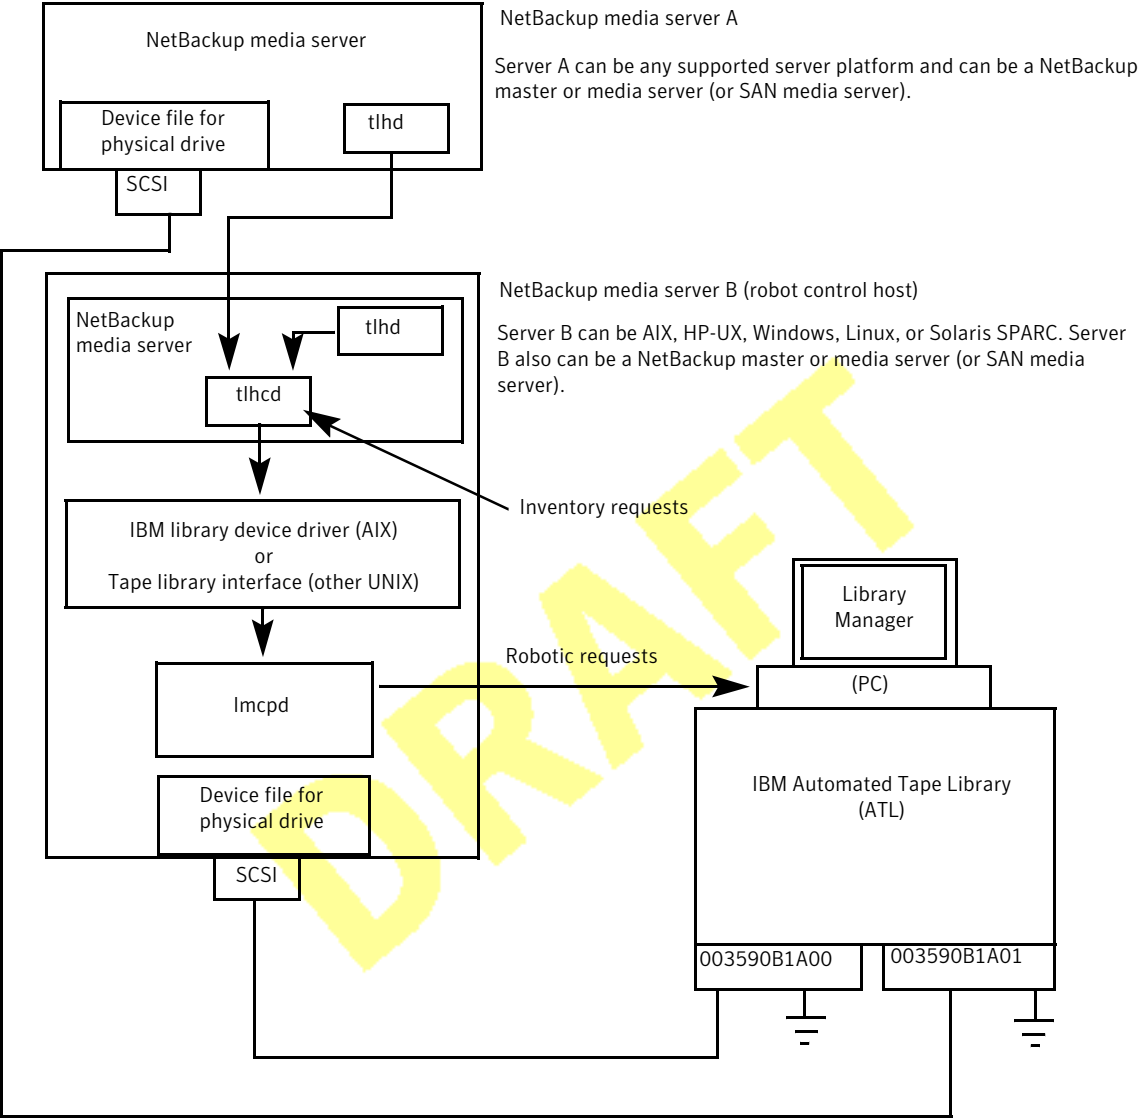 NetBackup media server A
NetBackup media server
Server A can be any supported server platform and can be a NetBackup
master or media server (or SAN media server).
Device file for
physical drive
tlhd
SCSI
NetBackup media server B (robot control host)
Server B can be AIX, HP-UX, Windows, Linux, or Solaris SPARC. Server
B also can be a NetBackup master or media server (or SAN media
server).
NetBackup
media server
tlhd
tlhcd
Inventory requests
IBM library device driver (AIX)
or
Tape library interface (other UNIX)
Library
Manager
Robotic requests
(PC)
lmcpd
IBM Automated Tape Library
(ATL)
Device file for
physical drive
SCSI
003590B1A00
003590B1A01
DRAFT